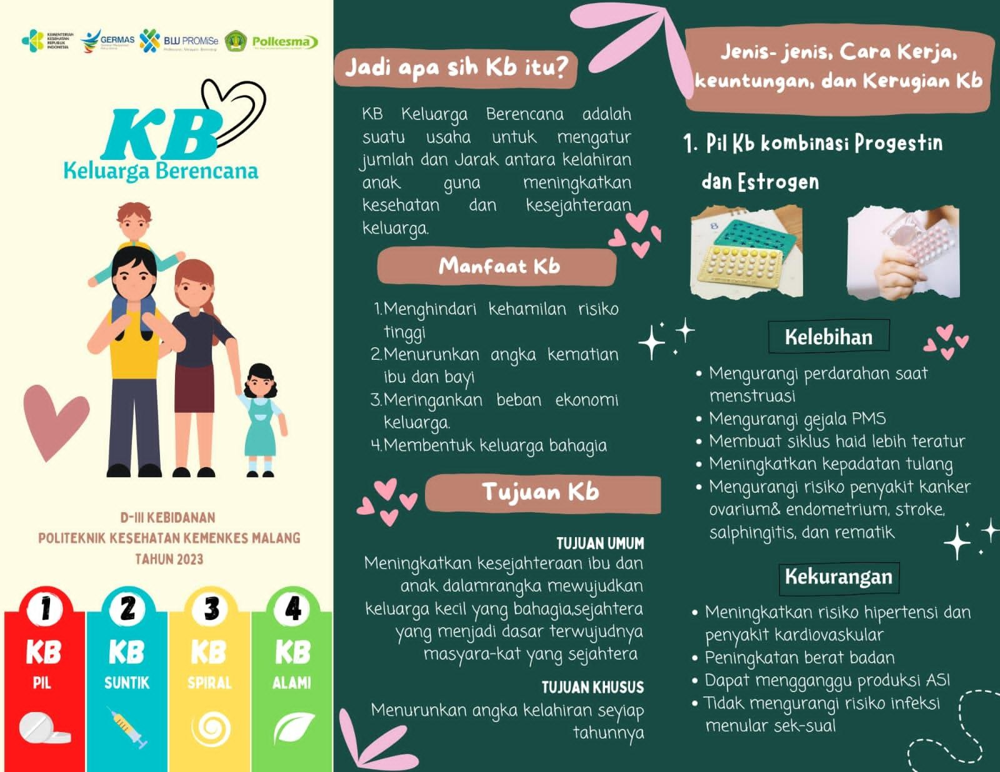 KEMENTERIAN
KESEHATAN
REPUBLIK
INDONESIA
GERMAS
BLU PROMiSe
Polkesma
KB
Keluarga Berencana
D-III KEBIDANAN
POLITEKNIK KESEHATAN KEMENKES MALANG
TAHUN 2023
1
KB
PIL
2
KB
SUNTIK
3
KB
SPIRAL
4
KB
ALAMI
Jadi apa sih Kb itu?
KB Keluarga Berencana adalah
suatu usaha untuk mengatur
jumlah dan Jarak antara kelahiran
anak guna meningkatkan
kesehatan dan kesejahteraan
keluarga.
Manfaat Kb
1.Menghindari kehamilan risiko
tinggi
2.Menurunkan angka kematian
ibu dan bayi
3.Meringankan beban ekonomi
keluarga.
4.Membentuk keluarga bahagia
Tujuan Kb
TUJUAN UMUM
Meningkatkan kesejahteraan ibu dan
anak dalamrangka mewujudkan
keluarga kecil yang bahagia,sejahtera
yang menjadi dasar terwujudnya
masyara-kat yang sejahtera
TUJUAN KHUSUS
Menurunkan angka kelahiran seyiap
tahunnya
Jenis- jenis, Cara Kerja,
keuntungan, dan Kerugian Kb
1. Pil Kb kombinasi Progestin
dan Estrogen
8
Kelebihan
• Mengurangi perdarahan saat
menstruasi
• Mengurangi gejala PMS
• Membuat siklus haid lebih teratur
• Meningkatkan kepadatan tulang
• Mengurangi risiko penyakit kanker
ovarium& endometrium, stroke,
salphingitis, dan rematik
Kekurangan
• Meningkatkan risiko hipertensi dan
penyakit kardiovaskular
• Peningkatan berat badan
• Dapat mengganggu produksi ASI
• Tidak mengurangi risiko infeksi
menular sek-sual